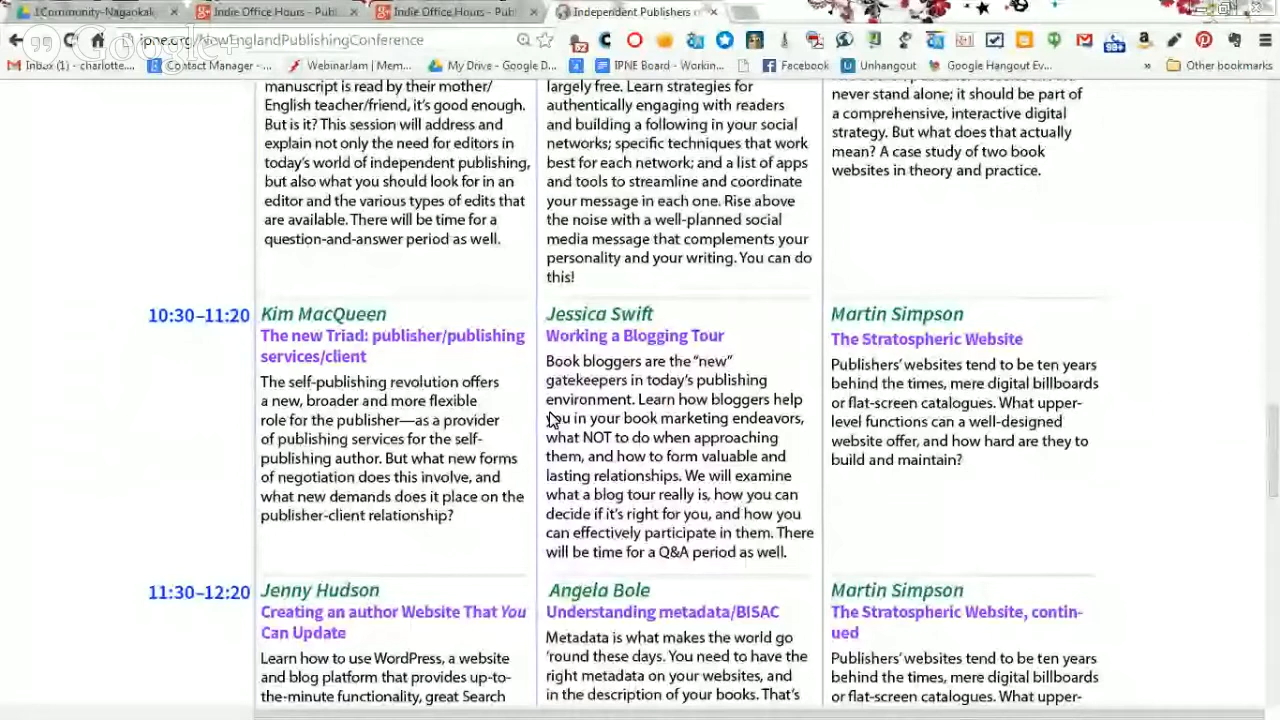 1Community-Nagankak
Indie Office Hours - Publ
Indie Office Hours - Publ
Independent Publishers o
Google+
ipne.org/NewEnglandPublishingConference
62
99+
Inbox (1) - charlotte....
Contact Manager - ...
Webinarlam | Mem...
My Drive - Google D...
IPNE Board - Workin...
Facebook
Unhangout
Google Hangout Ev...
»
Other bookmarks
manuscript is read by their mother/
English teacher/friend, it's good enough.
But is it? This session will address and
explain not only the need for editors in
today's world of independent publishing,
but also what you should look for in an
editor and the various types of edits that
are available. There will be time for a
question-and-answer period as well.
largely free. Learn strategies for
authentically engaging with readers
and building a following in your social
networks; specific techniques that work
best for each network; and a list of apps
and tools to streamline and coordinate
your message in each one. Rise above
the noise with a well-planned social
media message that complements your
personality and your writing. You can do
this!
never stand alone; it should be part of
a comprehensive, interactive digital
strategy. But what does that actually
mean? A case study of two book
websites in theory and practice.
10:30–11:20
Kim MacQueen
The new Triad: publisher/publishing
services/client
The self-publishing revolution offers
a new, broader and more flexible
role for the publisher—as a provider
of publishing services for the self-
publishing author. But what new forms
of negotiation does this involve, and
what new demands does it place on the
publisher-client relationship?
Jessica Swift
Working a Blogging Tour
Book bloggers are the “new”
gatekeepers in today's publishing
environment. Learn how bloggers help
you in your book marketing endeavors,
what NOT to do when approaching
them, and how to form valuable and
lasting relationships. We will examine
what a blog tour really is, how you can
decide if it's right for you, and how you
can effectively participate in them. There
will be time for a Q&A period as well.
Martin Simpson
The Stratospheric Website
Publishers' websites tend to be ten years
behind the times, mere digital billboards
or flat-screen catalogues. What upper-
level functions can a well-designed
website offer, and how hard are they to
build and maintain?
11:30–12:20
Jenny Hudson
Creating an author Website That You
Can Update
Learn how to use WordPress, a website
and blog platform that provides up-to-
the-minute functionality, great Search
Angela Bole
Understanding metadata/BISAC
Metadata is what makes the world go
'round these days. You need to have the
right metadata on your websites, and
in the description of your books. That's
Martin Simpson
The Stratospheric Website, contin-
ued
Publishers' websites tend to be ten years
behind the times, mere digital billboards
or flat-screen catalogues. What upper-